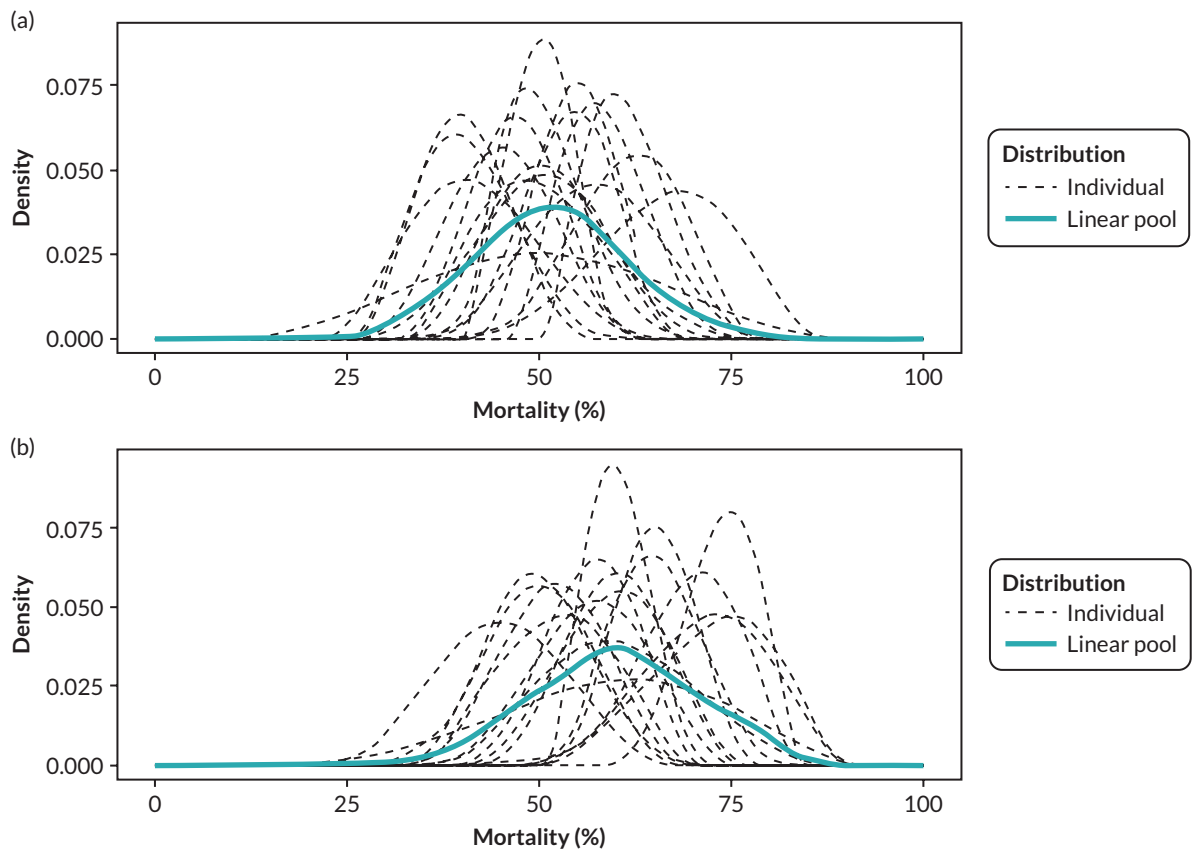 (a)
0.075
0.050
0.025
0.000
Density
0
25
50
75
100
Mortality (%)
Distribution
Individual
Linear pool
(b)
0.075
0.050
0.025
0.000
Density
0
25
50
75
100
Mortality (%)
Distribution
Individual
Linear pool